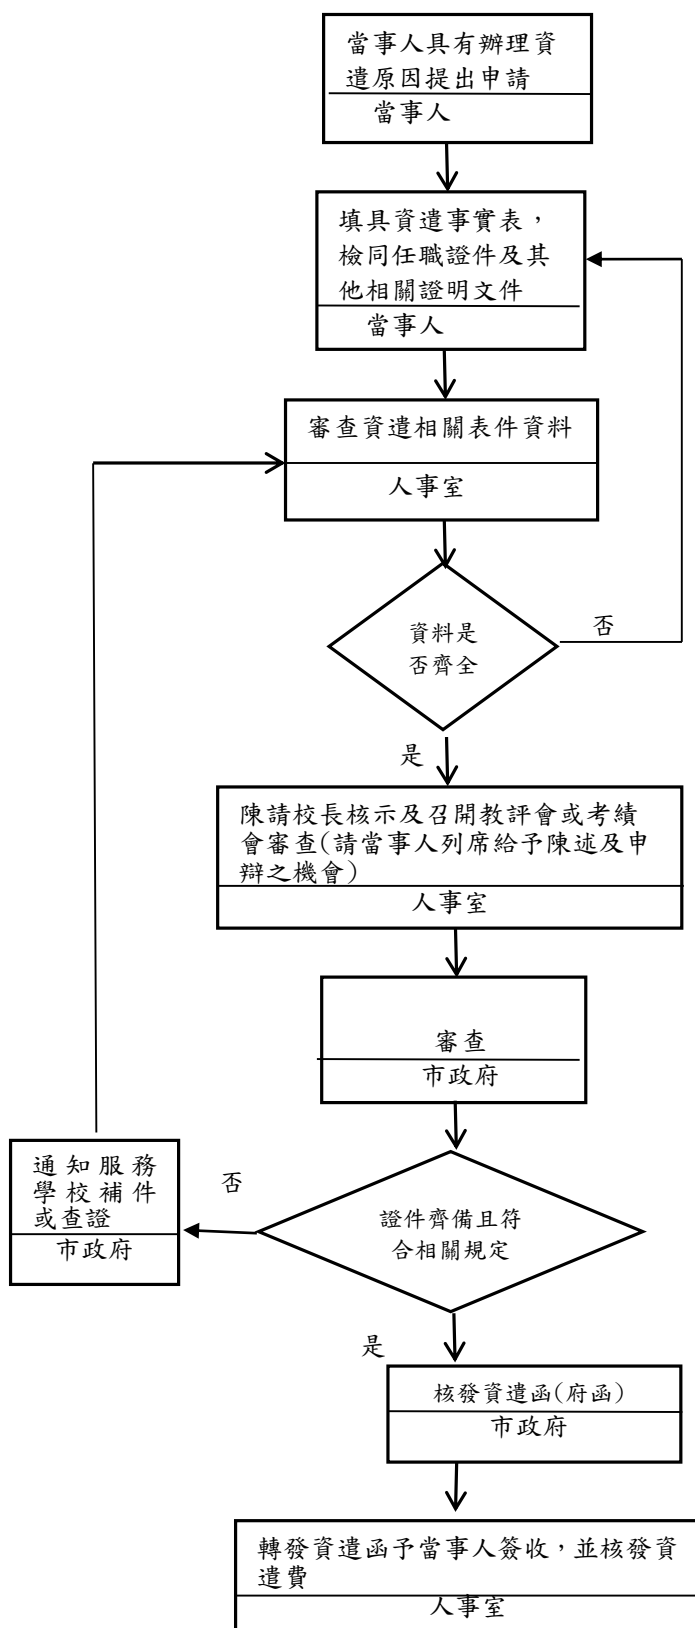 當事人具有辦理資
遣原因提出申請
當事人
填具資遣事實表，
檢同任職證件及其
他相關證明文件
當事人
審查資遣相關表件資料
人事室
資料是
否齊全
否
是
陳請校長核示及召開教評會或考績
會審查(請當事人列席給予陳述及申
辯之機會)
人事室
審查
市政府
通知服務
學校補件
或查證
市政府
否
證件齊備且符
合相關規定
是
核發資遣函(府函)
市政府
轉發資遣函予當事人簽收，並核發資
遣費
人事室